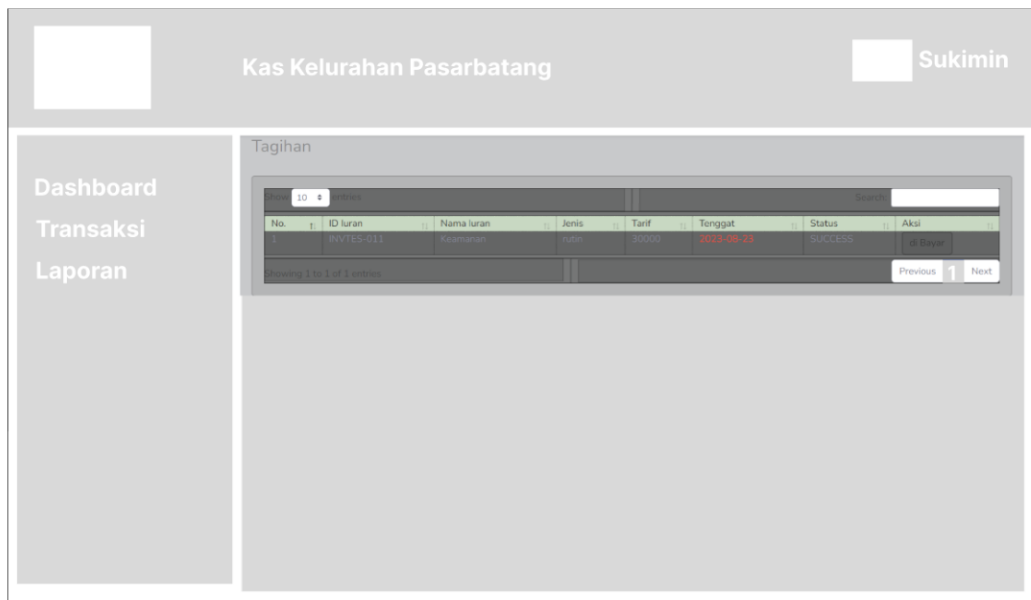 Kas Kelurahan Pasarbatang
Sukimin
Dashboard
Transaksi
Laporan
Tagihan
Show 10 entries
Search:
No. ID Iuran Nama Iuran Jenis Tarif Tenggat Status Aksi
1 INVTES-011 Keamanan rutin 30000 2023-08-23 SUCCESS di Bayar
Showing 1 to 1 of 1 entries
Previous 1 Next